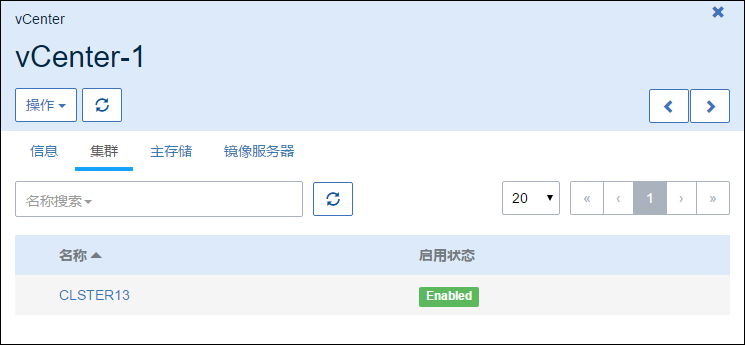 vCenter
vCenter-1
操作
信息 集群 主存储 镜像服务器
名称搜索 20 « ‹ 1 › »
名称 启用状态
CLSTER13 Enabled